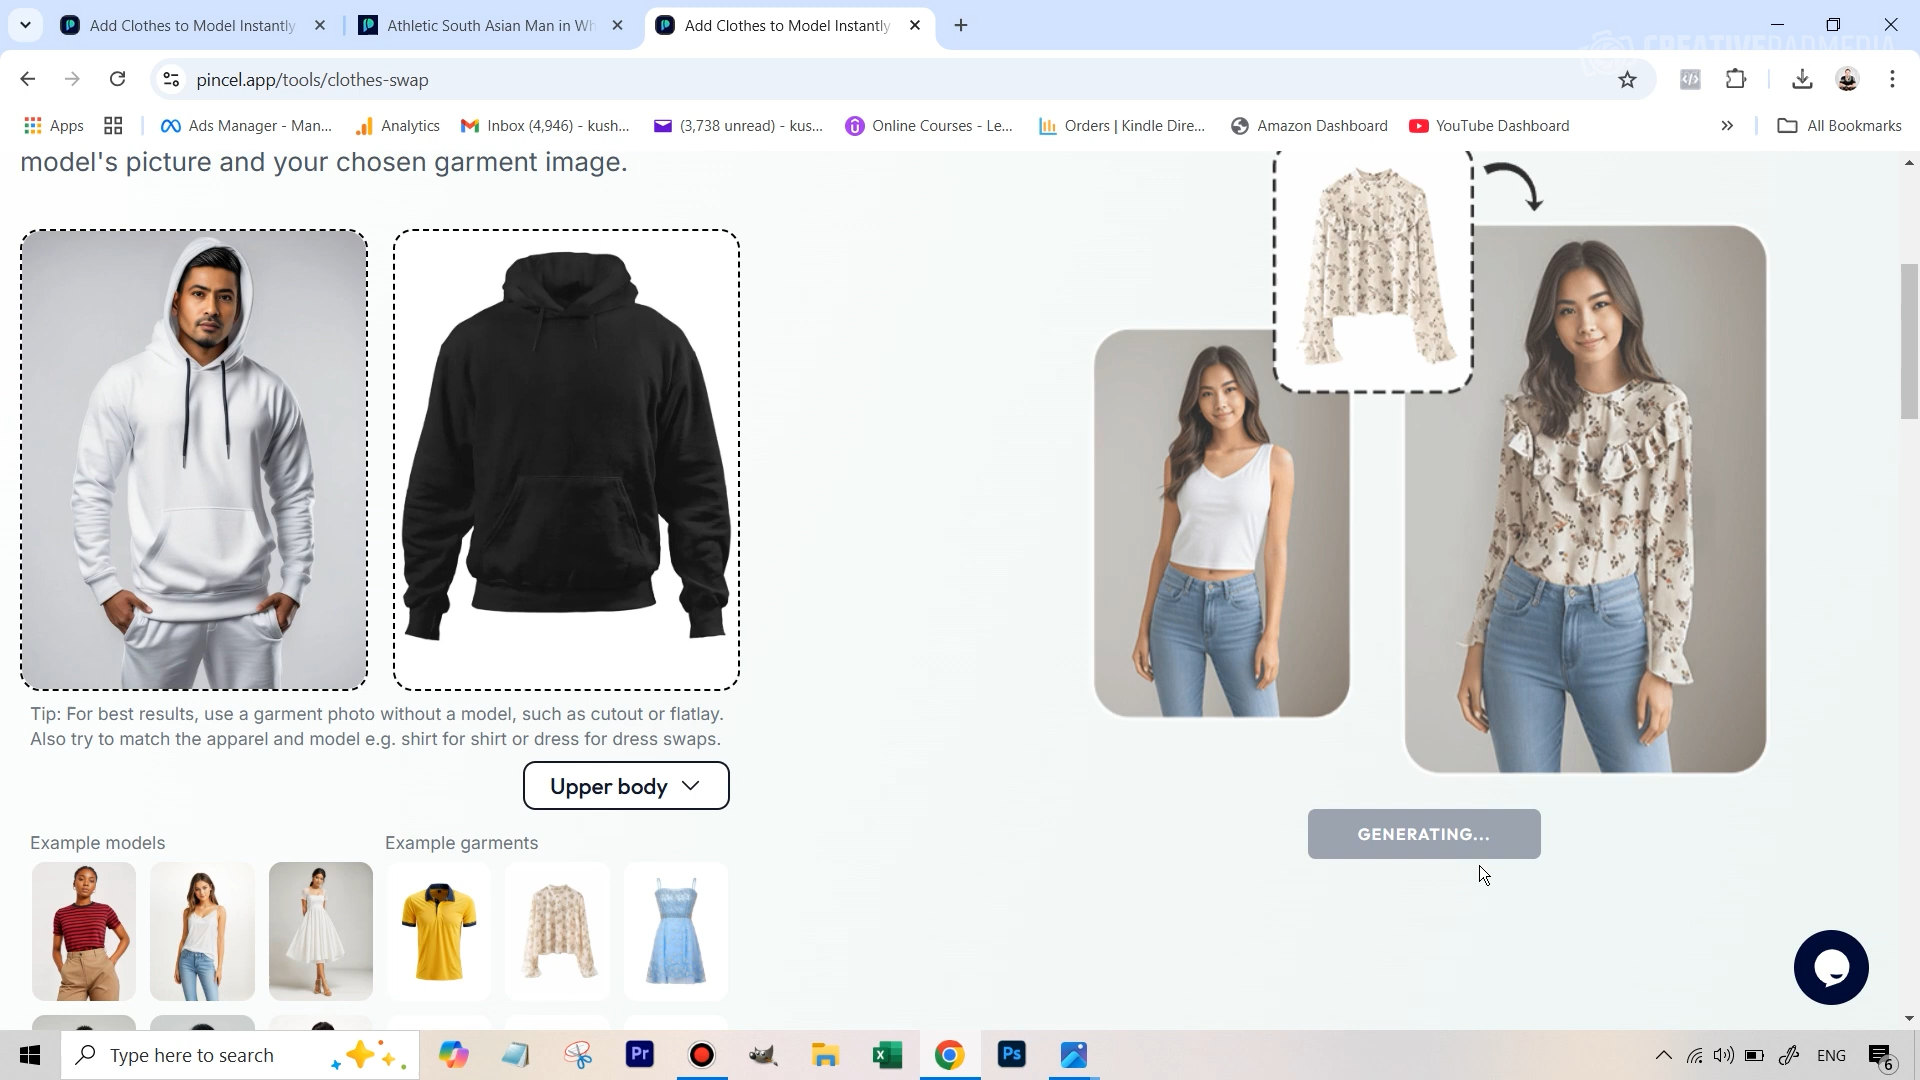 Add Clothes to Model Instantly
Athletic South Asian Man in Wh
Add Clothes to Model Instantly
CREATIVEDADMEDIA
pincel.app/tools/clothes-swap
Apps
Ads Manager - Man...
Analytics
Inbox (4,946) - kush...
(3,738 unread) - kus...
Online Courses - Le...
Orders | Kindle Dire...
Amazon Dashboard
YouTube Dashboard
All Bookmarks
model's picture and your chosen garment image.
Tip: For best results, use a garment photo without a model, such as cutout or flatlay.
Also try to match the apparel and model e.g. shirt for shirt or dress for dress swaps.
Upper body
GENERATING...
Example models
Example garments
Type here to search
Pr
Ps
ENG
6